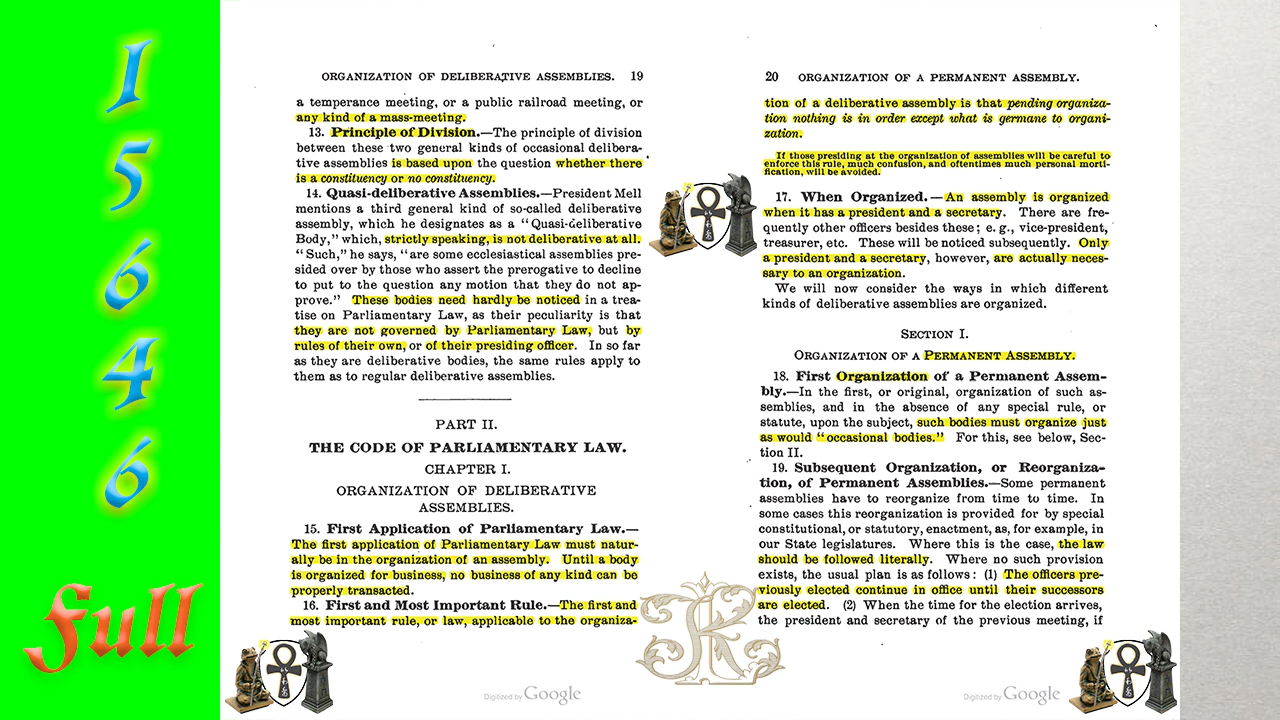 1
5
6
4
6
Full
ORGANIZATION OF DELIBERATIVE ASSEMBLIES. 19
a temperance meeting, or a public railroad meeting, or
any kind of a mass-meeting.
13. Principle of Division.—The principle of division
between these two general kinds of occasional delibera-
tive assemblies is based upon the question whether there
is a constituency or no constituency.
14. Quasi-deliberative Assemblies.—President Mell
mentions a third general kind of so-called deliberative
assembly, which he designates as a "Quasi-deliberative
Body," which, strictly speaking, is not deliberative at all.
"Such," he says, "are some ecclesiastical assemblies pre-
sided over by those who assert the prerogative to decline
to put to the question any motion that they do not ap-
prove." These bodies need hardly be noticed in a trea-
tise on Parliamentary Law, as their peculiarity is that
they are not governed by Parliamentary Law, but by
rules of their own, or of their presiding officer. In so far
as they are deliberative bodies, the same rules apply to
them as to regular deliberative assemblies.
PART II.
THE CODE OF PARLIAMENTARY LAW.
CHAPTER I.
ORGANIZATION OF DELIBERATIVE
ASSEMBLIES.
15. First Application of Parliamentary Law.—
The first application of Parliamentary Law must natur-
ally be in the organization of an assembly. Until a body
is organized for business, no business of any kind can be
properly transacted.
16. First and Most Important Rule.—The first and
most important rule, or law, applicable to the organiza-
Digitized by Google
20 ORGANIZATION OF A PERMANENT ASSEMBLY.
tion of a deliberative assembly is that pending organiza-
tion nothing is in order except what is germane to organi-
zation.
If those presiding at the organization of assemblies will be careful to
enforce this rule, much confusion, and oftentimes much personal morti-
fication, will be avoided.
17. When Organized.—An assembly is organized
when it has a president and a secretary. There are fre-
quently other officers besides these; e. g., vice-president,
treasurer, etc. These will be noticed subsequently. Only
a president and a secretary, however, are actually neces-
sary to an organization.
We will now consider the ways in which different
kinds of deliberative assemblies are organized.
SECTION I.
ORGANIZATION OF A PERMANENT ASSEMBLY.
18. First Organization of a Permanent Assem-
bly.—In the first, or original, organization of such as-
semblies, and in the absence of any special rule, or
statute, upon the subject, such bodies must organize just
as would "occasional bodies." For this, see below, Sec-
tion II.
19. Subsequent Organization, or Reorganiza-
tion, of Permanent Assemblies.—Some permanent
assemblies have to reorganize from time to time. In
some cases this reorganization is provided for by special
constitutional, or statutory, enactment, as, for example, in
our State legislatures. Where this is the case, the law
should be followed literally. Where no such provision
exists, the usual plan is as follows: (1) The officers pre-
viously elected continue in office until their successors
are elected. (2) When the time for the election arrives,
the president and secretary of the previous meeting, if
Digitized by Google